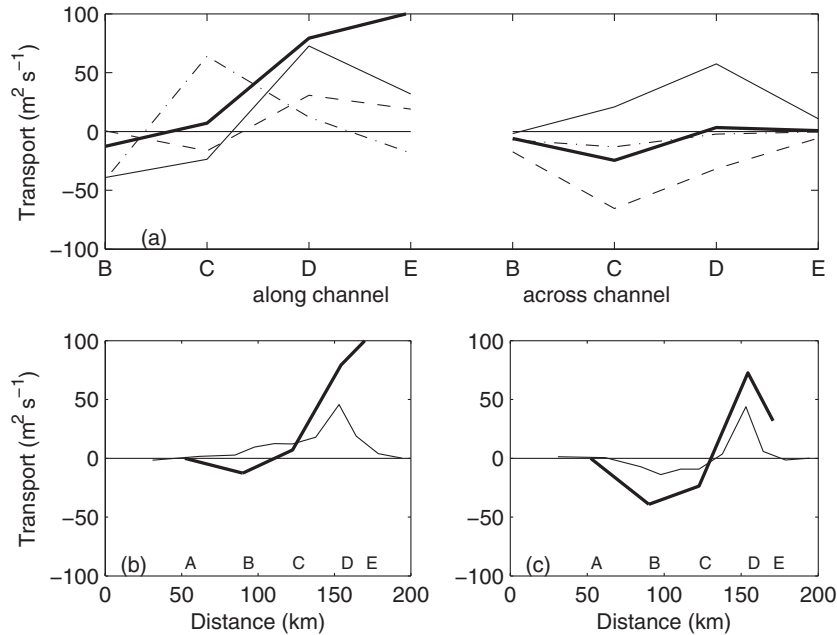 100
50
0
−50
−100
Transport (m² s⁻¹)
(a)
B C D E B C D E
along channel across channel
100
50
0
−50
−100
Transport (m² s⁻¹)
(b) A B C D E
0 50 100 150 200
Distance (km)
100
50
0
−50
−100
(c) A B C D E
0 50 100 150 200
Distance (km)